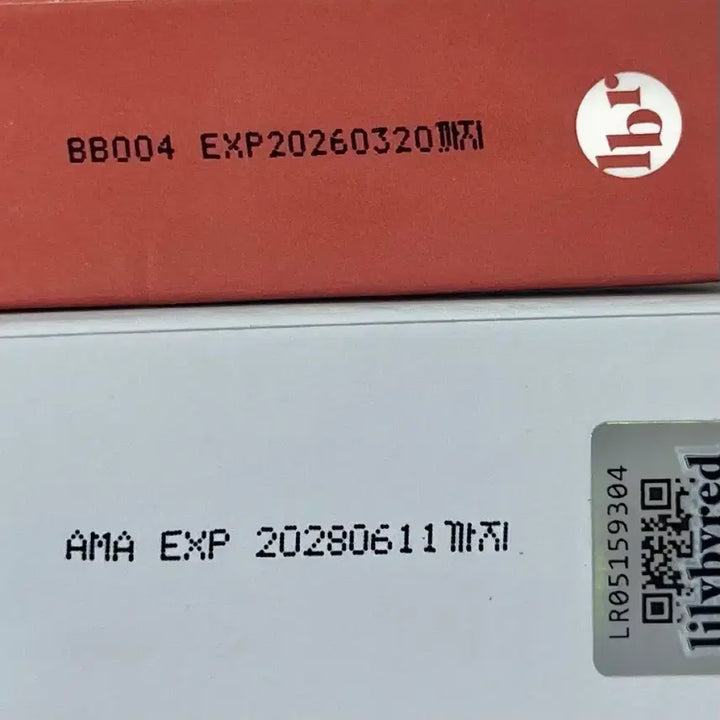 BB004 EXP20260320까지
lbr
AMA EXP 20280611까지
LR05159304
lilybyred